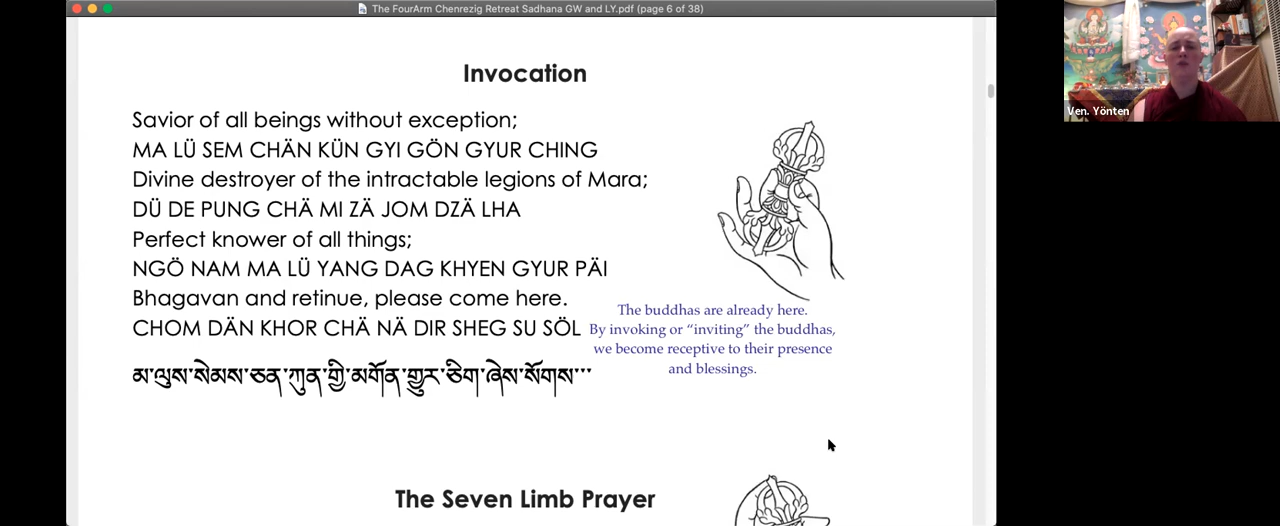 The FourArm Chenrezig Retreat Sadhana GW and LY.pdf (page 6 of 38)
Invocation
Savior of all beings without exception;
MA LÜ SEM CHÄN KÜN GYI GÖN GYUR CHING
Divine destroyer of the intractable legions of Mara;
DÜ DE PUNG CHÄ MI ZÄ JOM DZÄ LHA
Perfect knower of all things;
NGÖ NAM MA LÜ YANG DAG KHYEN GYUR PÄI
Bhagavan and retinue, please come here.
CHOM DÄN KHOR CHÄ NÄ DIR SHEG SU SÖL
མ་ལུས་སེམས་ཅན་ཀུན་གྱི་མགོན་གྱུར་ཅིག་ཞེས་སོགས་་་
The buddhas are already here.
By invoking or “inviting” the buddhas,
we become receptive to their presence
and blessings.
The Seven Limb Prayer
Ven. Yönten